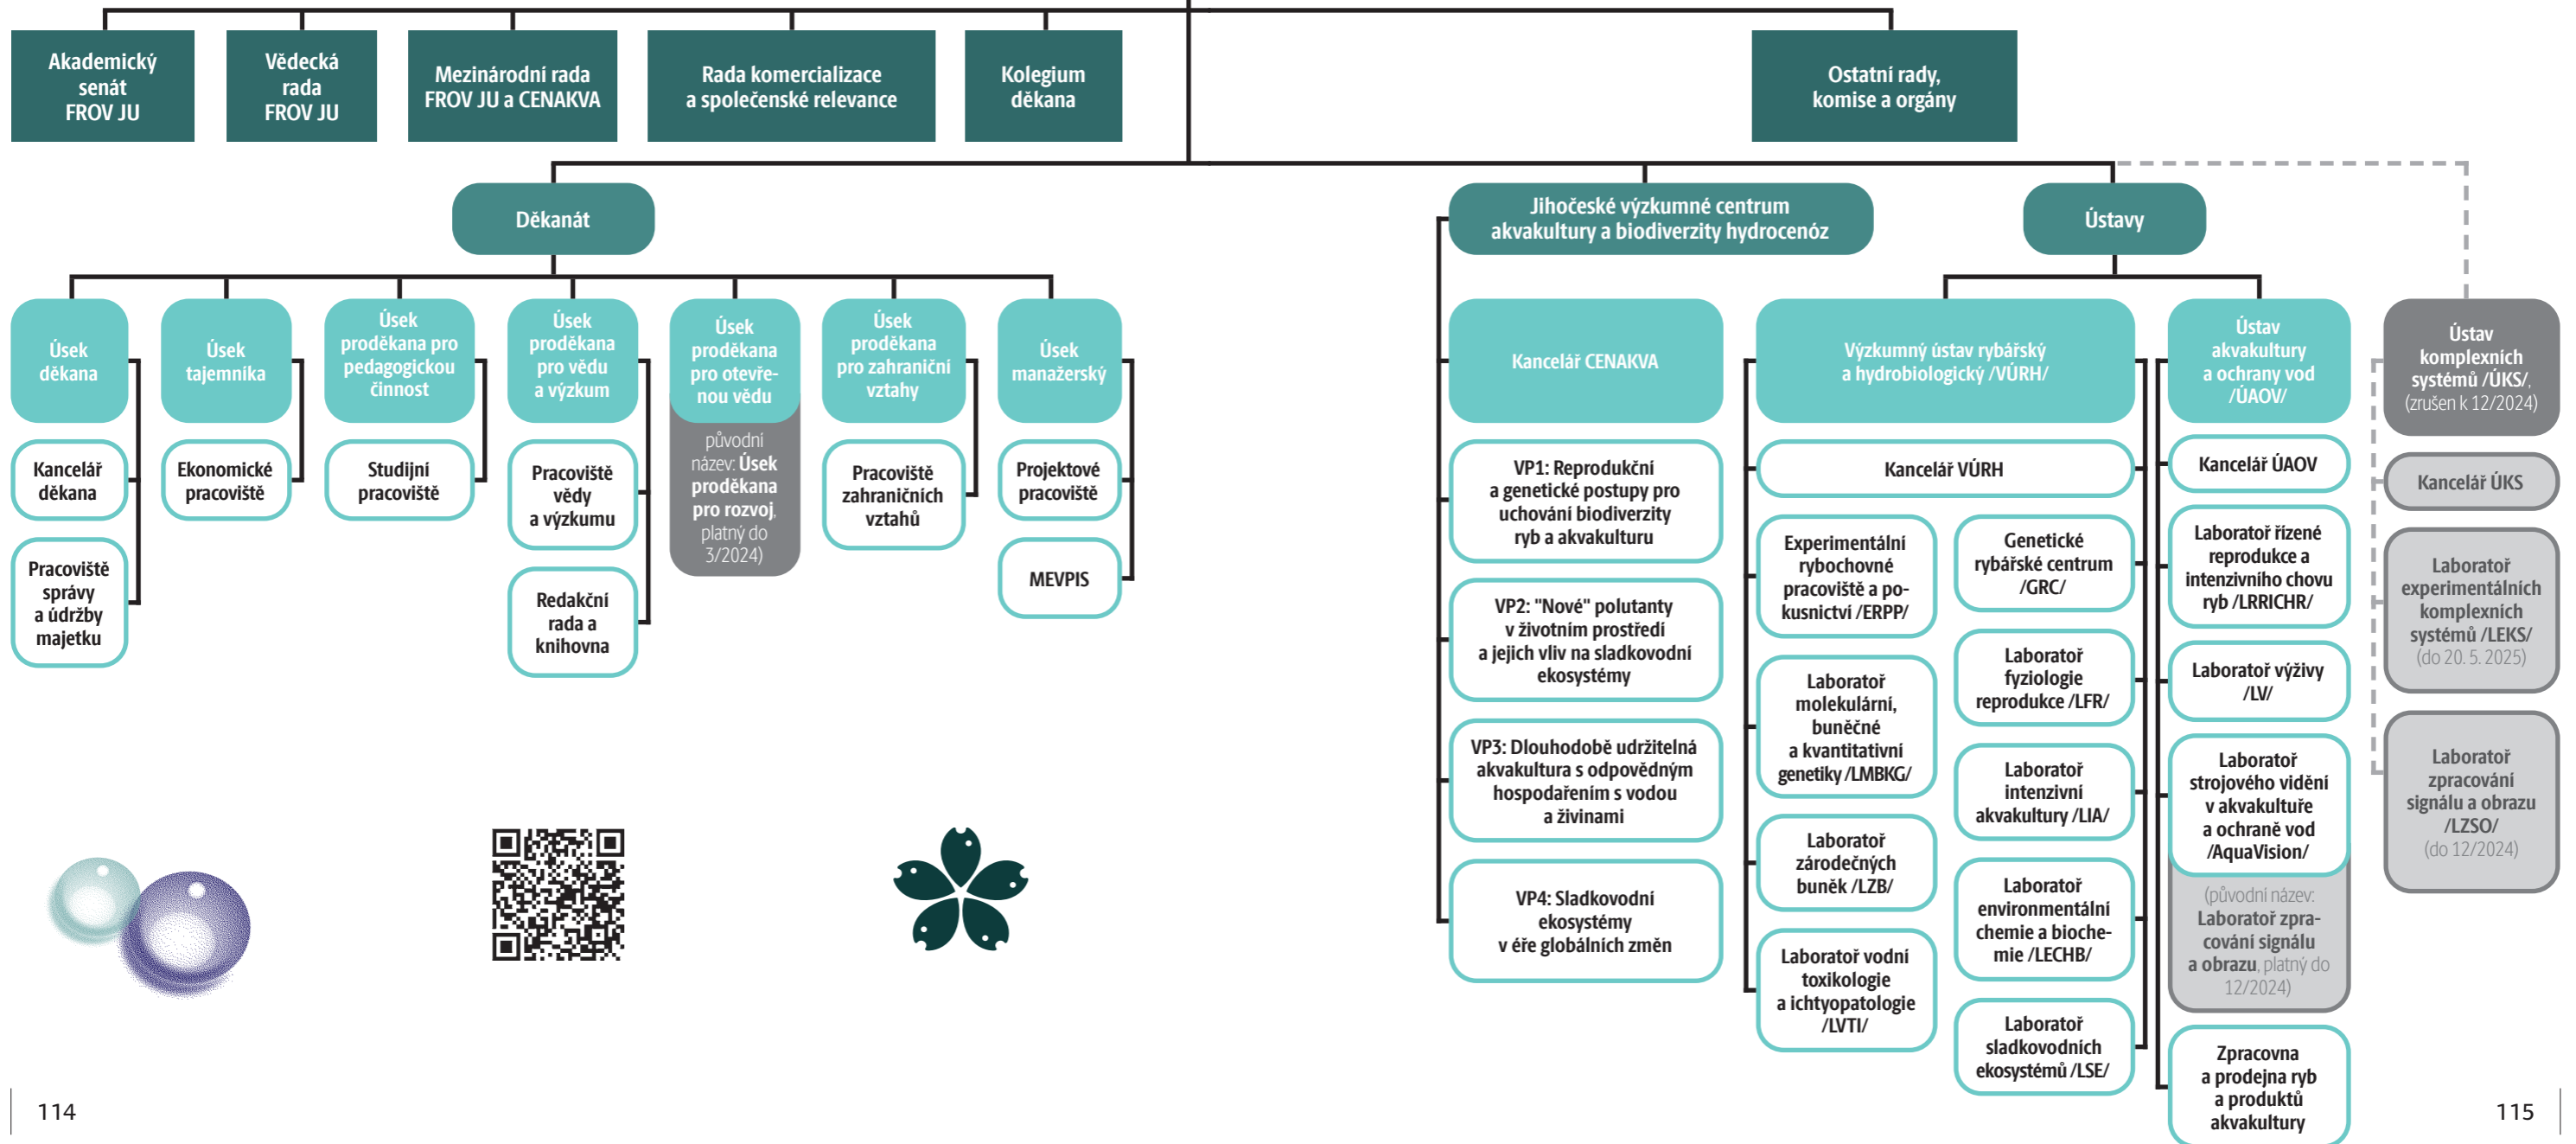 Akademický
senát
FROV JU
Vědecká
rada
FROV JU
Mezinárodní rada
FROV JU a CENAKVA
Rada komercializace
a společenské relevance
Kolegium
děkana
Ostatní rady,
komise a orgány
Děkanát
Jihočeské výzkumné centrum
akvakultury a biodiverzity hydrocenóz
Ústavy
Úsek
děkana
Kancelář
děkana
Pracoviště
správy
a údržby
majetku
Úsek
tajemníka
Ekonomické
pracoviště
Úsek
proděkana pro
pedagogickou
činnost
Studijní
pracoviště
Úsek
proděkana
pro vědu
a výzkum
Pracoviště
vědy
a výzkumu
Redakční
rada a
knihovna
Úsek
proděkana
pro otevře-
nou vědu
původní
název: Úsek
proděkana
pro rozvoj,
platný do
3/2024)
Úsek
proděkana
pro zahraniční
vztahy
Pracoviště
zahraničních
vztahů
Úsek
manažerský
Projektové
pracoviště
MEVPIS
Kancelář CENAKVA
VP1: Reprodukční
a genetické postupy pro
uchování biodiverzity
ryb a akvakulturu
VP2: "Nové" polutanty
v životním prostředí
a jejich vliv na sladkovodní
ekosystémy
VP3: Dlouhodobě udržitelná
akvakultura s odpovědným
hospodařením s vodou
a živinami
VP4: Sladkovodní
ekosystémy
v éře globálních změn
Výzkumný ústav rybářský
a hydrobiologický /VÚRH/
Kancelář VÚRH
Experimentální
rybochovné
pracoviště a po-
kusnictví /ERPP/
Laboratoř
molekulární,
buněčné
a kvantitativní
genetiky /LMBKG/
Laboratoř
zárodečných
buněk /LZB/
Laboratoř vodní
toxikologie
a ichtyopatologie
/LVTI/
Genetické
rybářské centrum
/GRC/
Laboratoř
fyziologie
reprodukce /LFR/
Laboratoř
intenzivní
akvakultury /LIA/
Laboratoř
environmentální
chemie a bioche-
mie /LECHB/
Laboratoř
sladkovodních
ekosystémů /LSE/
Ústav
akvakultury
a ochrany vod
/ÚAOV/
Kancelář ÚAOV
Laboratoř řízené
reprodukce a
intenzivního chovu
ryb /LRRICHR/
Laboratoř výživy
/LV/
Laboratoř
strojového vidění
v akvakultuře
a ochraně vod
/AquaVision/
(původní název:
Laboratoř zpra-
cování signálu
a obrazu, platný do
12/2024)
Zpracovna
a prodejna ryb
a produktů
akvakultury
Ústav
komplexních
systémů /ÚKS/,
(zrušen k 12/2024)
Kancelář ÚKS
Laboratoř
experimentálních
komplexních
systémů /LEKS/
(do 20. 5. 2025)
Laboratoř
zpracování
signálu a obrazu
/LZSO/
(do 12/2024)
114
115